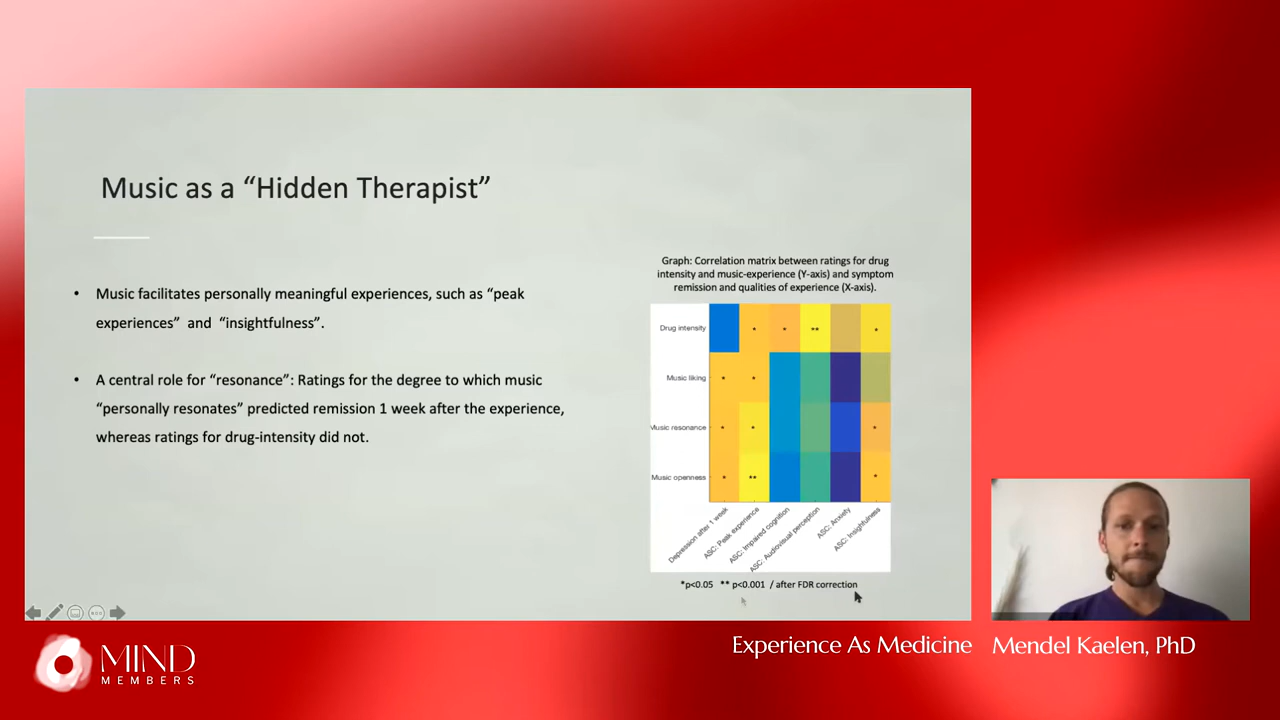 Music as a “Hidden Therapist”
• Music facilitates personally meaningful experiences, such as “peak
experiences” and “insightfulness”.
• A central role for “resonance”: Ratings for the degree to which music
“personally resonates” predicted remission 1 week after the experience,
whereas ratings for drug-intensity did not.
Graph: Correlation matrix between ratings for drug
intensity and music-experience (Y-axis) and symptom
remission and qualities of experience (X-axis).
Drug intensity * * ** *
Music liking * *
Music resonance * * *
Music openness * ** *
Depression after 1 week
ASC: Peak experience
ASC: Impaired cognition
ASC: Audiovisual perception
ASC: Anxiety
ASC: Insightfulness
*p<0.05 ** p<0.001 / after FDR correction
MIND
MEMBERS
Experience As Medicine
Mendel Kaelen, PhD